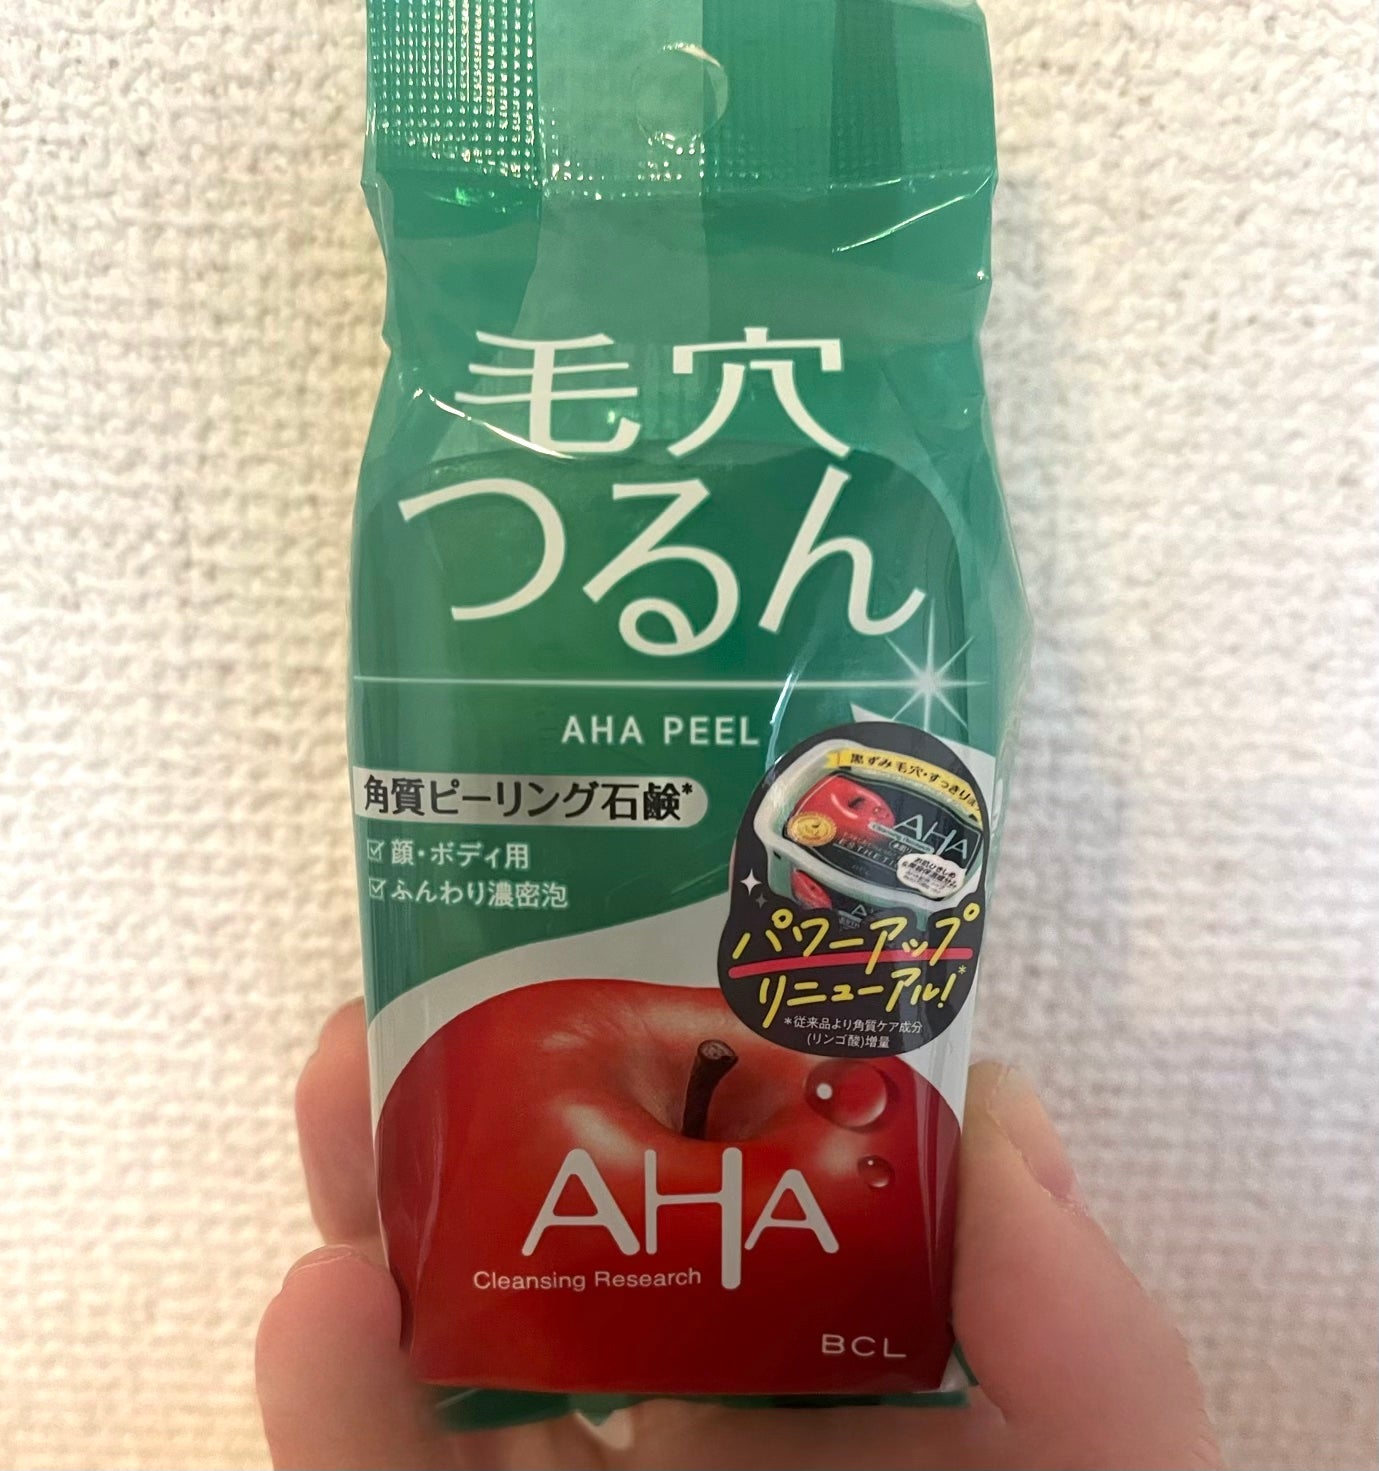 毛穴
つるん
AHA PEEL
角質ピーリング石鹸*
顔・ボディ用
ふんわり濃密泡
黒ずみ毛穴・すっきり
AHA
パワーアップ
リニューアル!*
*従来品より角質ケア成分
(リンゴ酸)増量
AHA
Cleansing Research
BCL